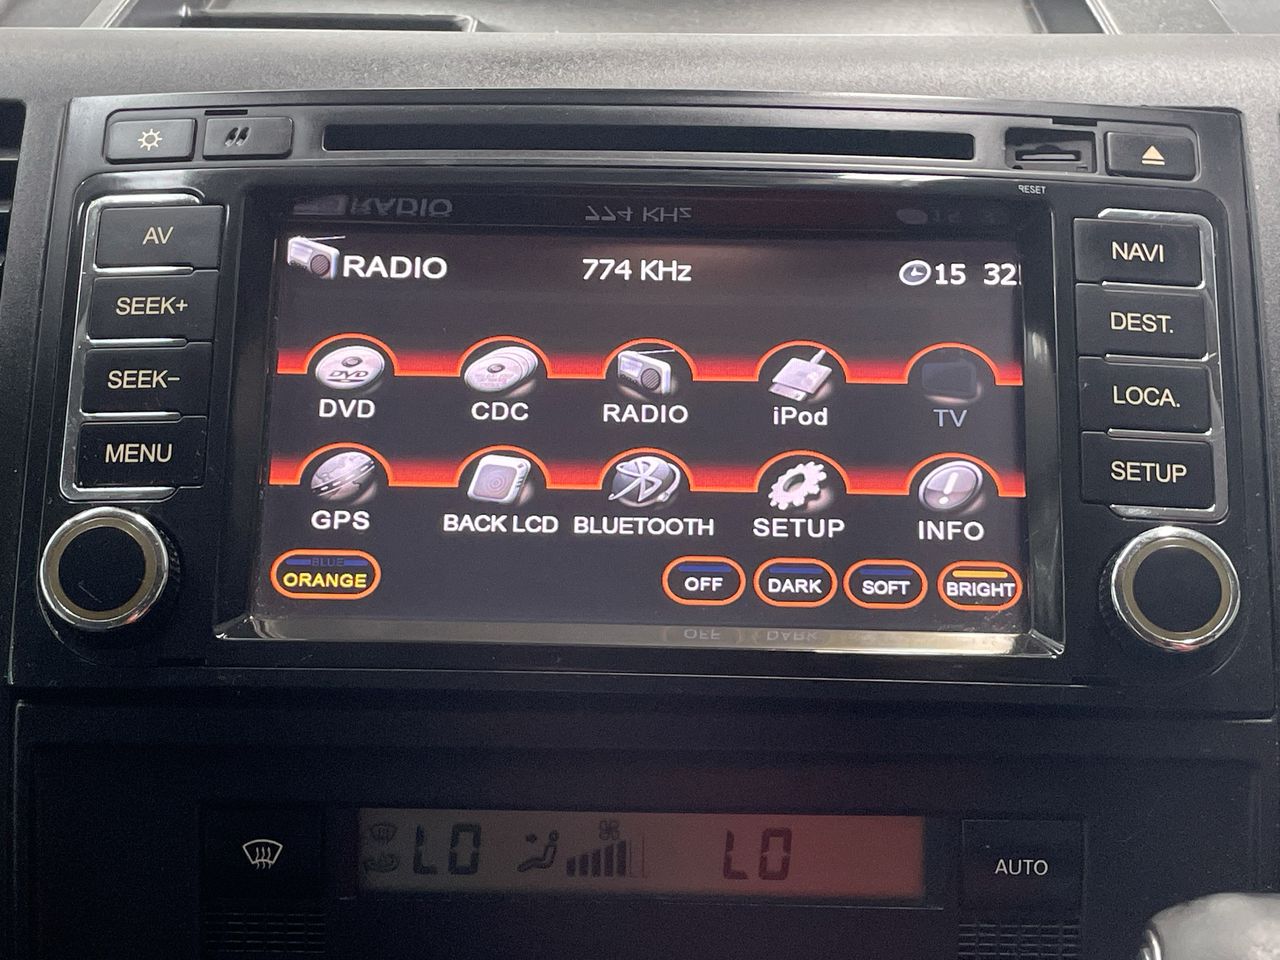 RESET
AV
SEEK+
SEEK-
MENU
NAVI
DEST.
LOCA.
SETUP
RADIO 774 KHz 15 32
DVD CDC RADIO iPod TV
GPS BACK LCD BLUETOOTH SETUP INFO
BLUE
ORANGE OFF DARK SOFT BRIGHT
LO LO
AUTO